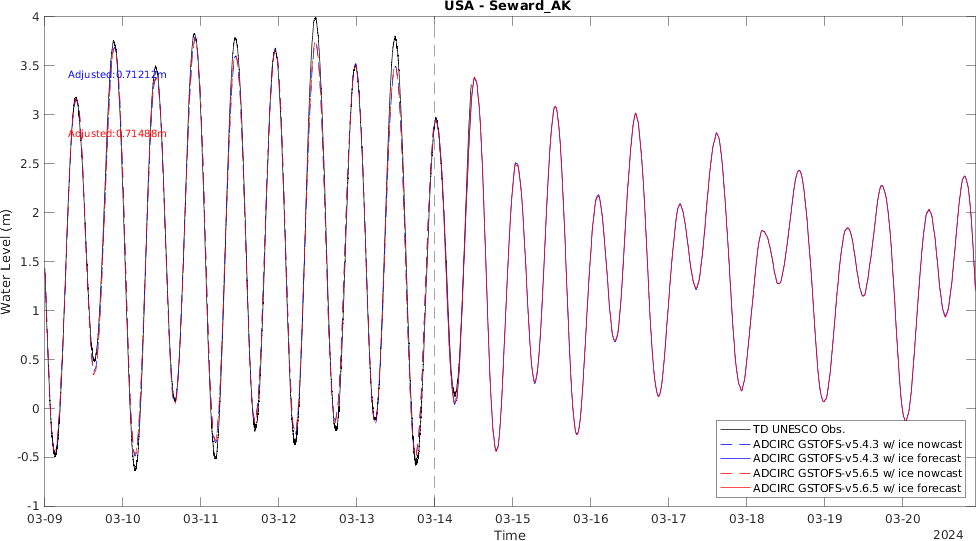 USA - Seward_AK
4
3.5
3
2.5
2
1.5
1
0.5
0
-0.5
-1
Water Level (m)
Adjusted:0.71212m
Adjusted:0.71488m
TD UNESCO Obs.
ADCIRC GSTOFS-v5.4.3 w/ ice nowcast
ADCIRC GSTOFS-v5.4.3 w/ ice forecast
ADCIRC GSTOFS-v5.6.5 w/ ice nowcast
ADCIRC GSTOFS-v5.6.5 w/ ice forecast
03-09 03-10 03-11 03-12 03-13 03-14 03-15 03-16 03-17 03-18 03-19 03-20
Time
2024